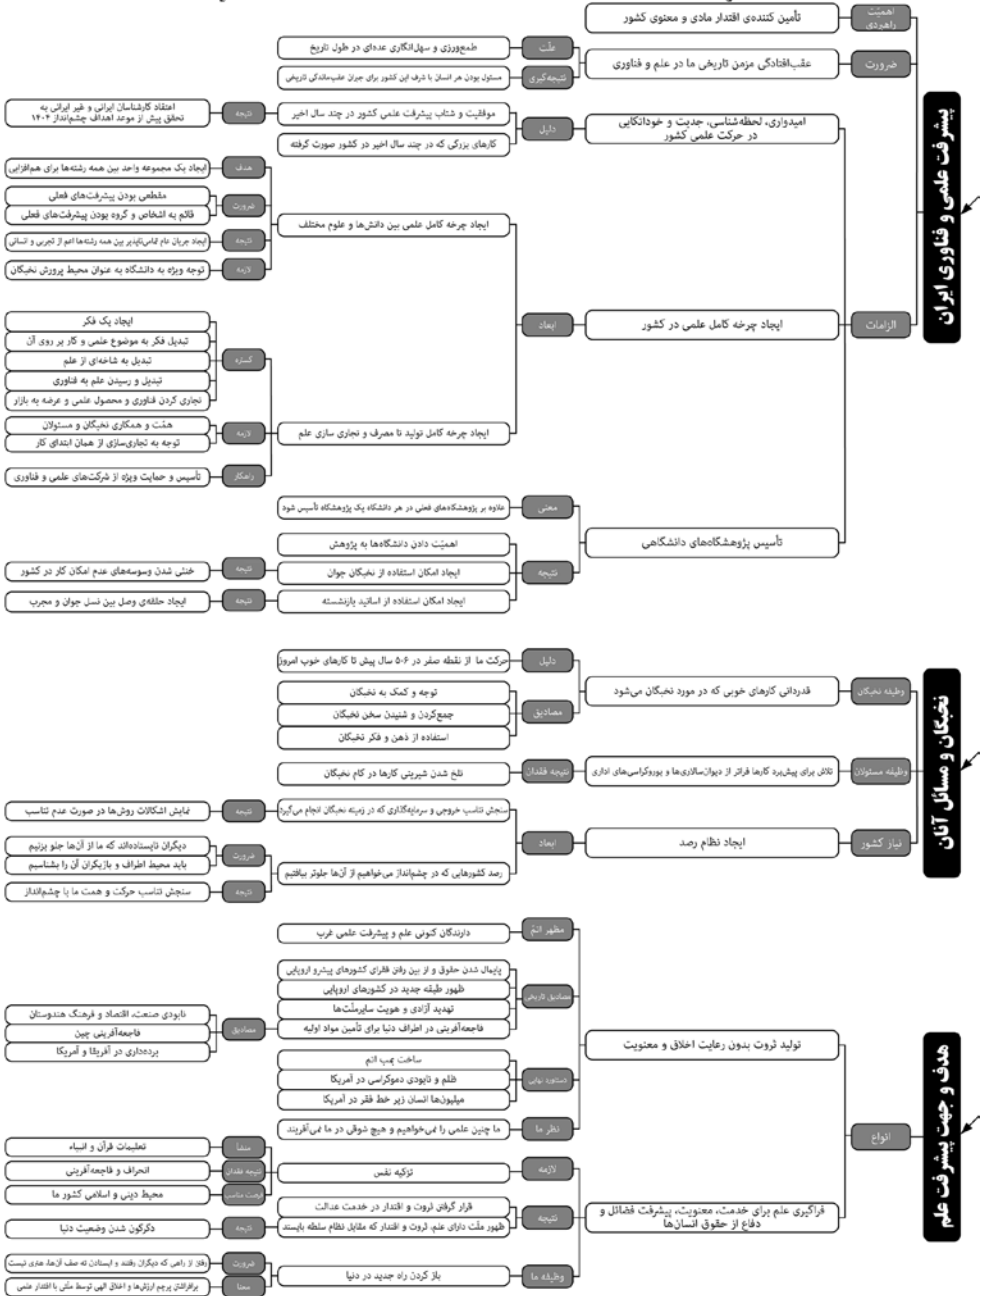 پیشرفت علمی و فناوری ایران
اهمیّت
راهبردی
تأمین کننده‌ی اقتدار مادی و معنوی کشور
ضرورت
عقب‌افتادگی مزمن تاریخی ما در علم و فناوری
علّت
طمع‌ورزی و سهل‌انگاری عده‌ای در طول تاریخ
نتیجه‌گیری
مسئول بودن هر انسان با شرف این کشور برای جبران عقب‌ماندگی تاریخی
الزامات
امیدواری، لحظه‌شناسی، جدیت و خوداتکایی
در حرکت علمی کشور
دلیل
موفقیت و شتاب پیشرفت علمی کشور در چند سال اخیر
نتیجه
اعتقاد کارشناسان ایرانی و غیر ایرانی به
تحقق پیش از موعد اهداف چشم‌انداز ۱۴۰۴
کارهای بزرگی که در چند سال اخیر در کشور صورت گرفته
ایجاد چرخه کامل علمی در کشور
ابعاد
ایجاد چرخه کامل علمی بین دانش‌ها و علوم مختلف
هدف
ایجاد یک مجموعه واحد بین همه رشته‌ها برای هم‌افزایی
ضرورت
مقطعی بودن پیشرفت‌های فعلی
قائم به اشخاص و گروه بودن پیشرفت‌های فعلی
نتیجه
ایجاد جریان عام تمامی‌ناپذیر بین همه رشته‌ها اعم از تجربی و انسانی
لازمه
توجه ویژه به دانشگاه به عنوان محیط پرورش نخبگان
ایجاد چرخه کامل تولید تا مصرف و تجاری سازی علم
گستره
ایجاد یک فکر
تبدیل فکر به موضوع علمی و کار بر روی آن
تبدیل به شاخه‌ای از علم
تبدیل و رسیدن علم به فناوری
تجاری کردن فناوری و محصول علمی و عرضه به بازار
لازمه
همّت و همکاری نخبگان و مسئولان
توجه به تجاری‌سازی از همان ابتدای کار
راهکار
تأسیس و حمایت ویژه از شرکت‌های علمی و فناوری
تأسیس پژوهشگاه‌های دانشگاهی
معنی
علاوه بر پژوهشکده‌های فعلی در هر دانشگاه یک پژوهشگاه تأسیس شود
نتیجه
اهمیّت دادن دانشگاه‌ها به پژوهش
ایجاد امکان استفاده از نخبگان جوان
نتیجه
خنثی شدن وسوسه‌های عدم امکان کار در کشور
ایجاد امکان استفاده از اساتید بازنشسته
نتیجه
ایجاد حلقه‌ی وصل بین نسل جوان و مجرب
نخبگان و مسائل آنان
وظیفه نخبگان
قدردانی کارهای خوبی که در مورد نخبگان می‌شود
دلیل
حرکت ما از نقطه صفر در ۵-۶ سال پیش تا کارهای خوب امروز
مصادیق
توجه و کمک به نخبگان
جمع‌کردن و شنیدن سخن نخبگان
استفاده از ذهن و فکر نخبگان
وظیفه مسئولان
تلاش برای پیش‌برد کارها فراتر از دیوان‌سالاری‌ها و بوروکراسی‌های اداری
نتیجه فقدان
تلخ شدن شیرینی کارها در کام نخبگان
نیاز کشور
ایجاد نظام رصد
ابعاد
سنجش تناسب خروجی و سرمایه‌گذاری که در زمینه نخبگان انجام می‌گیرد
نتیجه
نمایش اشکالات روش‌ها در صورت عدم تناسب
رصد کشورهایی که در چشم‌انداز می‌خواهیم از آن‌ها جلوتر بیافتیم
ضرورت
دیگران نایستاده‌اند که ما از آن‌ها جلو بزنیم
باید محیط اطراف و بازیگران آن را بشناسیم
نتیجه
سنجش تناسب حرکت و همت ما با چشم‌انداز
هدف و جهت پیشرفت علم
انواع
تولید ثروت بدون رعایت اخلاق و معنویت
مظهر اتمّ
دارندگان کنونی علم و پیشرفت علمی غرب
مصادیق تاریخی
پایمال شدن حقوق و از بین رفتن فقرای کشورهای پیشرو اروپایی
ظهور طبقه جدید در کشورهای اروپایی
تهدید آزادی و هویت سایرملّت‌ها
فاجعه‌آفرینی در اطراف دنیا برای تأمین مواد اولیه
مصادیق
نابودی صنعت، اقتصاد و فرهنگ هندوستان
فاجعه‌آفرینی چین
برده‌داری در آفریقا و آمریکا
دستاورد نهایی
ساخت بمب اتم
ظلم و نابودی دموکراسی در آمریکا
میلیون‌ها انسان زیر خط فقر در آمریکا
نظر ما
ما چنین علمی را نمی‌خواهیم و هیچ شوقی در ما نمی‌آفریند
فراگیری علم برای خدمت، معنویت، پیشرفت فضائل و
دفاع از حقوق انسان‌ها
لازمه
تزکیه نفس
منشأ
تعلیمات قرآن و انبیاء
نتیجه فقدان
انحراف و فاجعه‌آفرینی
فرصت مناسب
محیط دینی و اسلامی کشور ما
نتیجه
قرار گرفتن ثروت و اقتدار در خدمت عدالت
ظهور ملّت دارای علم، ثروت و اقتدار که مقابل نظام سلطه بایستد
نتیجه
دگرگون شدن وضعیت دنیا
وظیفه ما
باز کردن راه جدید در دنیا
ضرورت
رفتن از راهی که دیگران رفتند و ایستادن ته صف آن‌ها، هنری نیست
معنا
برافراشتن پرچم ارزش‌ها و اخلاق الهی توسط ملّتی با اقتدار علمی